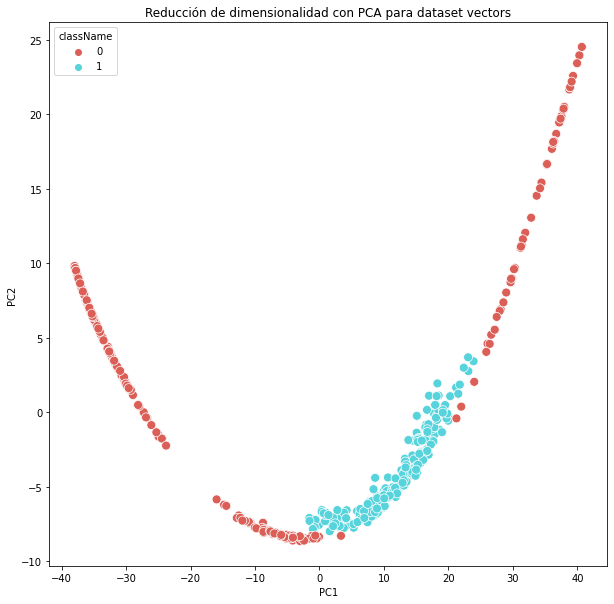 Reducción de dimensionalidad con PCA para dataset vectors
className
0
1
25
20
15
10
5
0
−5
−10
PC2
−40 −30 −20 −10 0 10 20 30 40
PC1